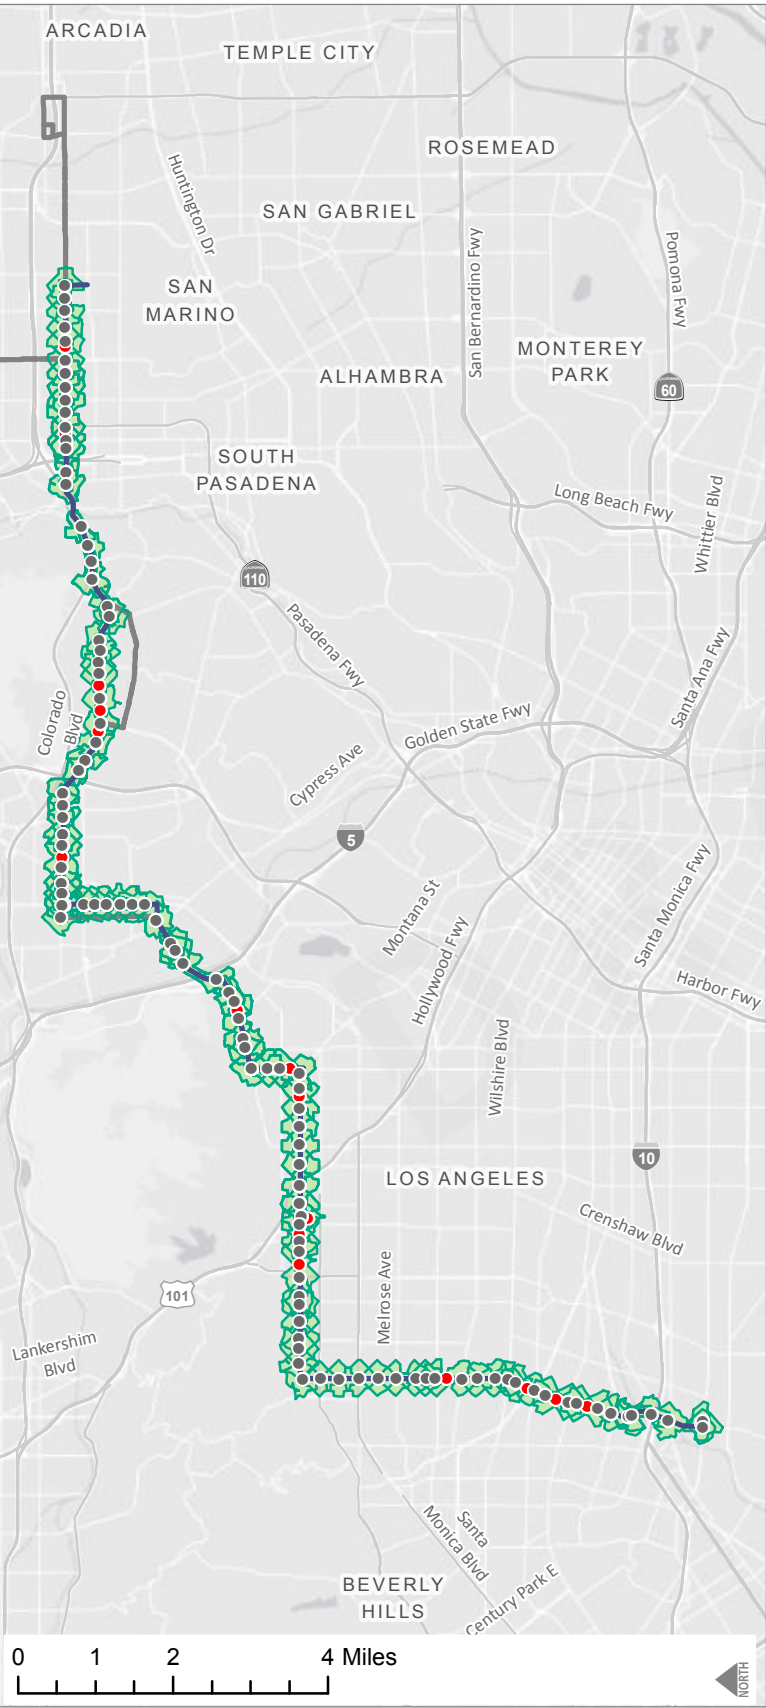 ARCADIA
TEMPLE CITY
ROSEMEAD
Huntington Dr
SAN GABRIEL
San Bernardino Fwy
Pomona Fwy
SAN
MARINO
MONTEREY
PARK
ALHAMBRA
CALIFORNIA
60
SOUTH
PASADENA
Long Beach Fwy
Whittier Blvd
CALIFORNIA
110
Pasadena Fwy
Santa Ana Fwy
Colorado
Blvd
Golden State Fwy
Cypress Ave
5
Montana St
Hollywood Fwy
Santa Monica Fwy
Harbor Fwy
Wilshire Blvd
10
LOS ANGELES
Crenshaw Blvd
Melrose Ave
101
Lankershim
Blvd
Santa
Monica Blvd
BEVERLY
HILLS
Century Park E
0 1 2 4 Miles
NORTH